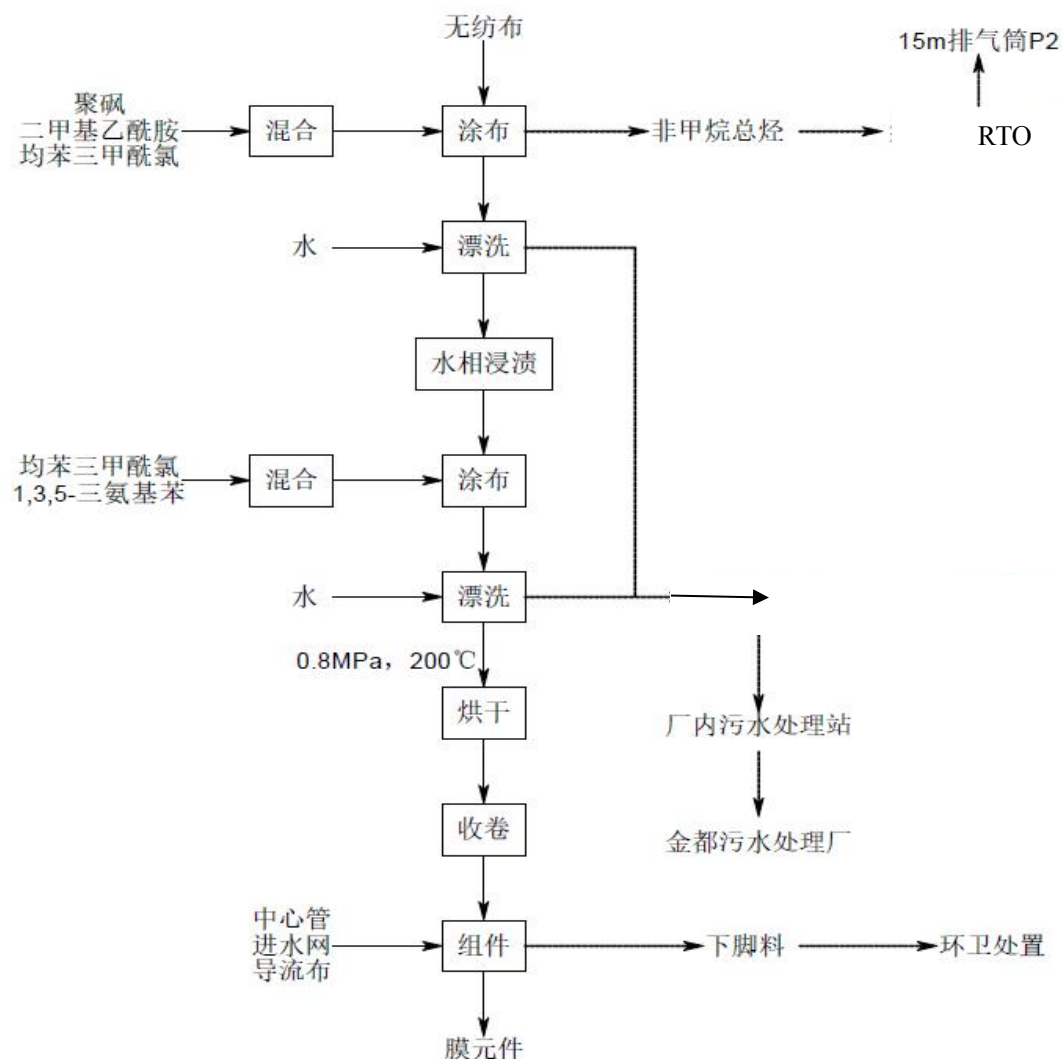 无纺布
15m排气筒P2
聚砜
二甲基乙酰胺
均苯三甲酰氯
混合
涂布
非甲烷总烃
RTO
水
漂洗
水相浸渍
均苯三甲酰氯
1,3,5-三氨基苯
混合
涂布
水
漂洗
0.8MPa，200℃
烘干
厂内污水处理站
收卷
金都污水处理厂
中心管
进水网
导流布
组件
下脚料
环卫处置
膜元件